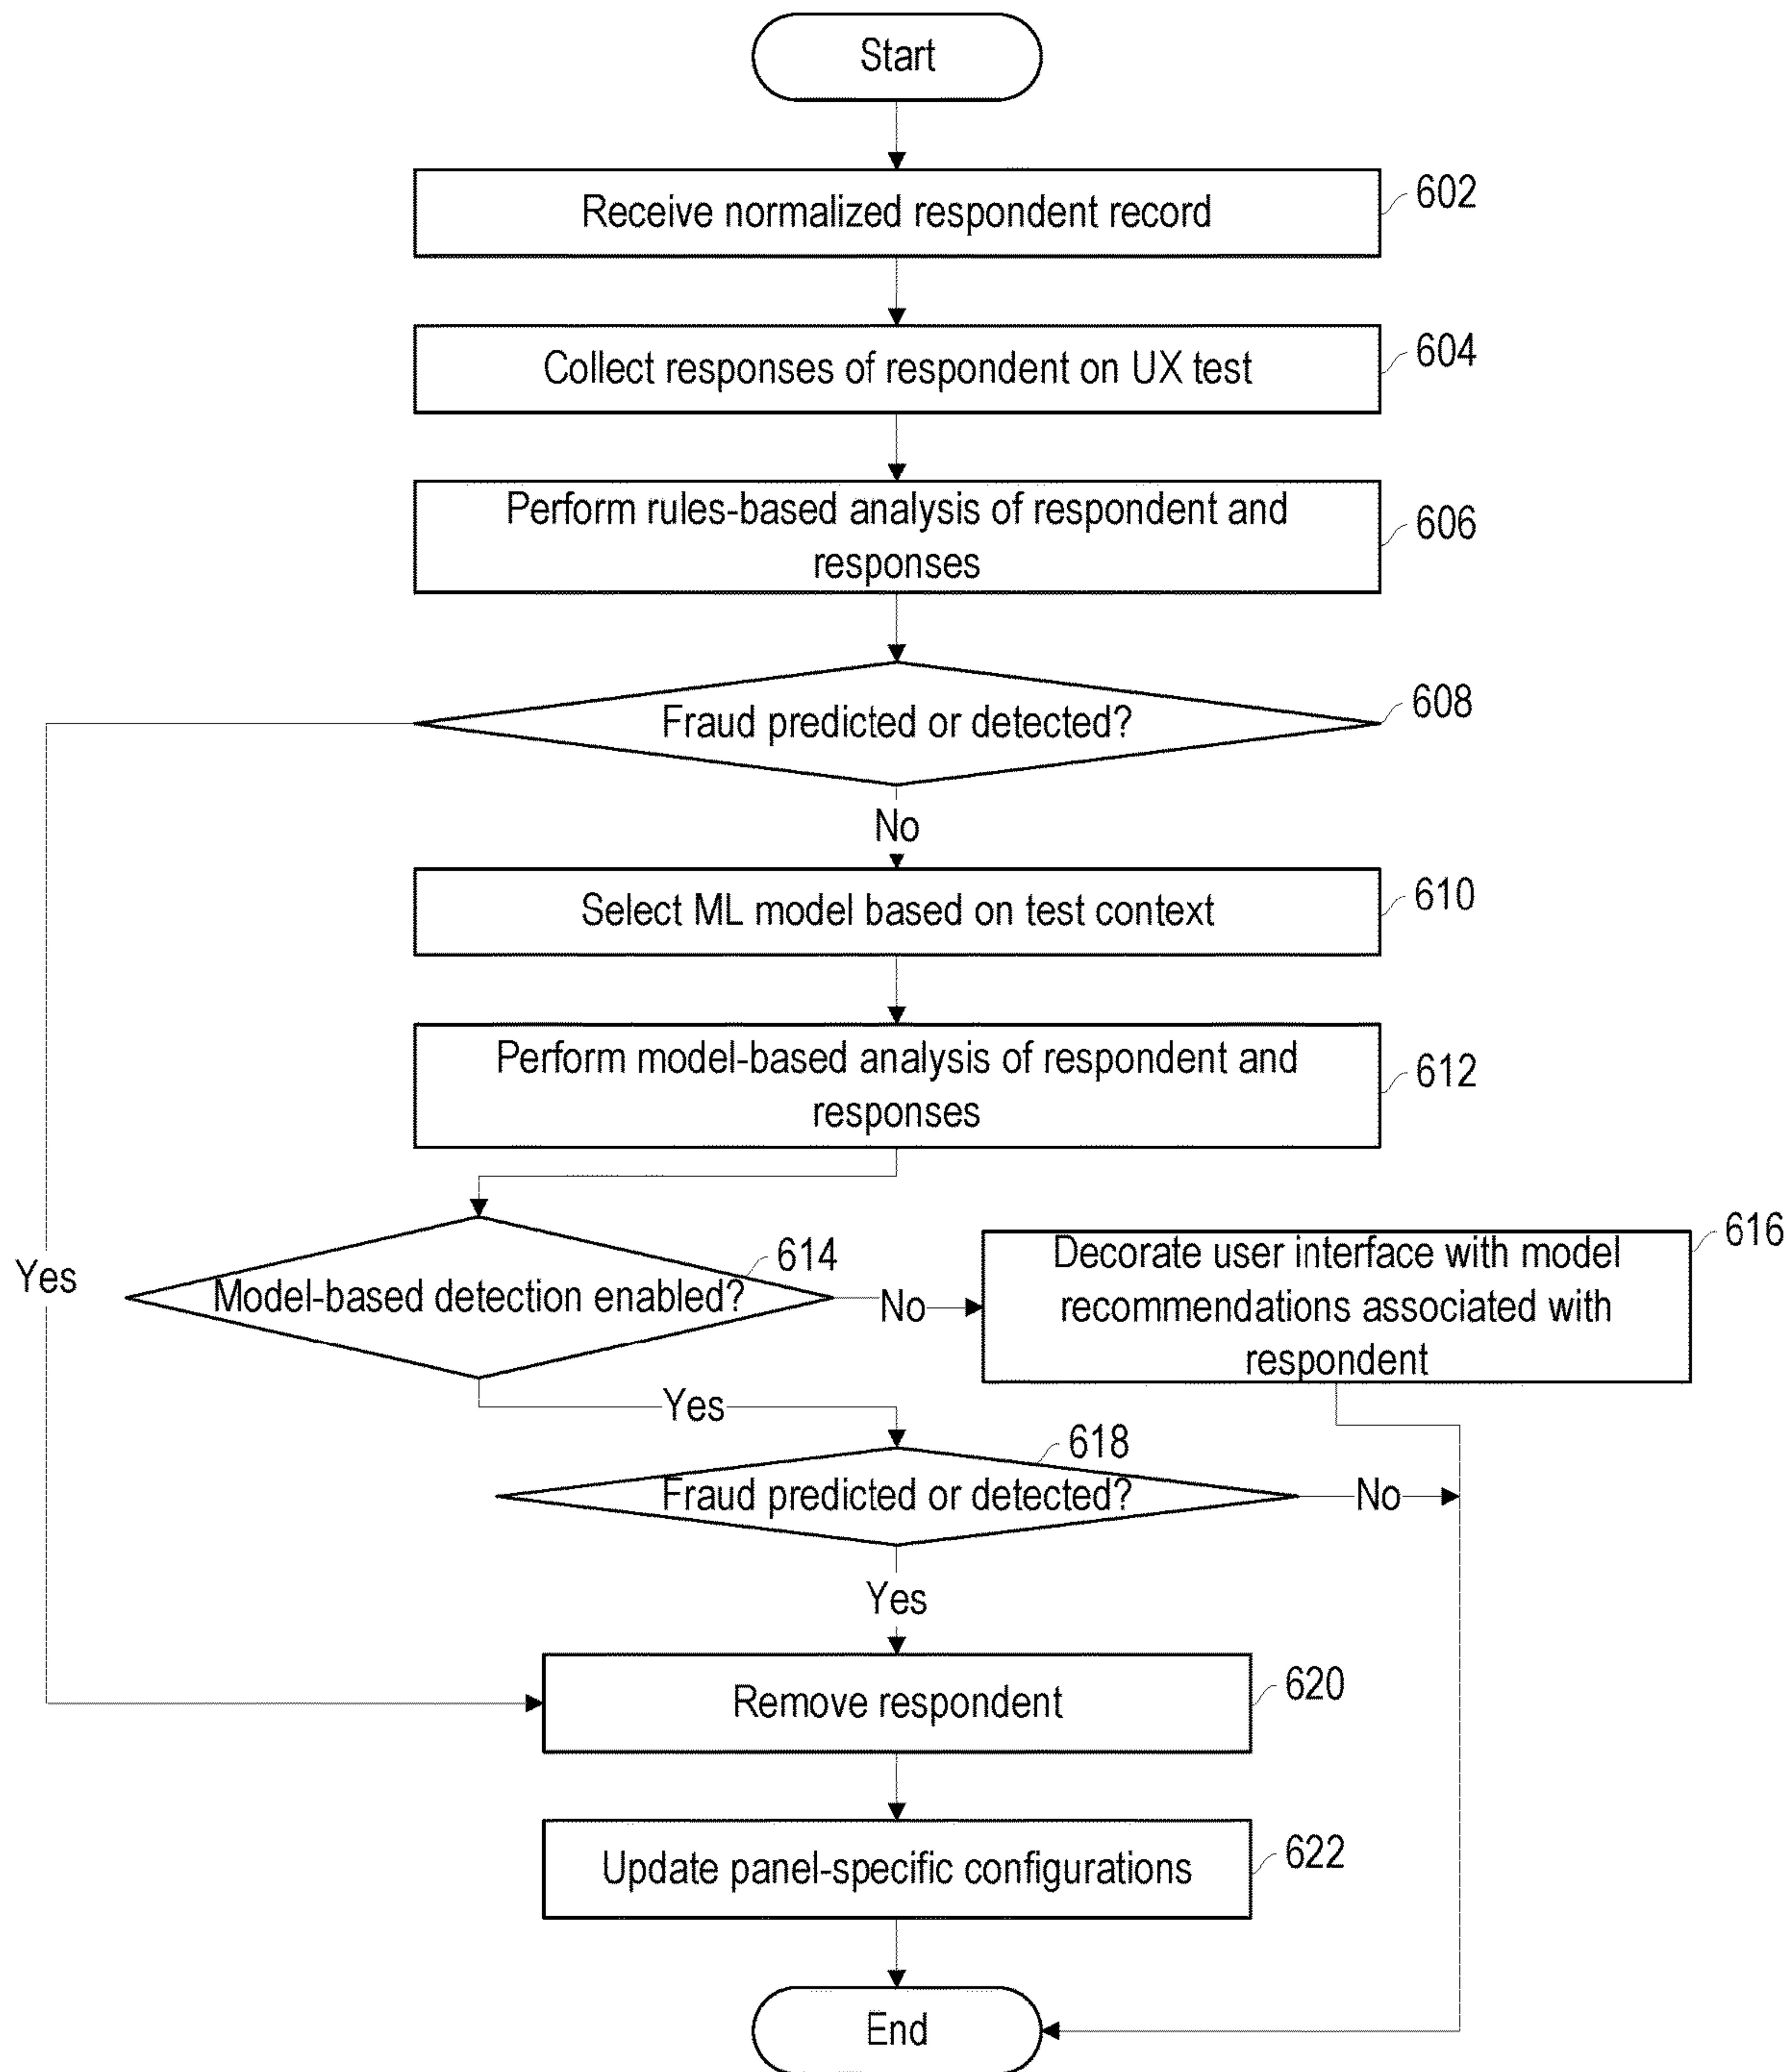 Start
Receive normalized respondent record
602
Collect responses of respondent on UX test
604
Perform rules-based analysis of respondent and
responses
606
Fraud predicted or detected?
608
No
Select ML model based on test context
610
Perform model-based analysis of respondent and
responses
612
Yes
Model-based detection enabled?
614
No
Decorate user interface with model
recommendations associated with
respondent
616
Yes
Fraud predicted or detected?
618
No
Yes
Remove respondent
620
Update panel-specific configurations
622
End